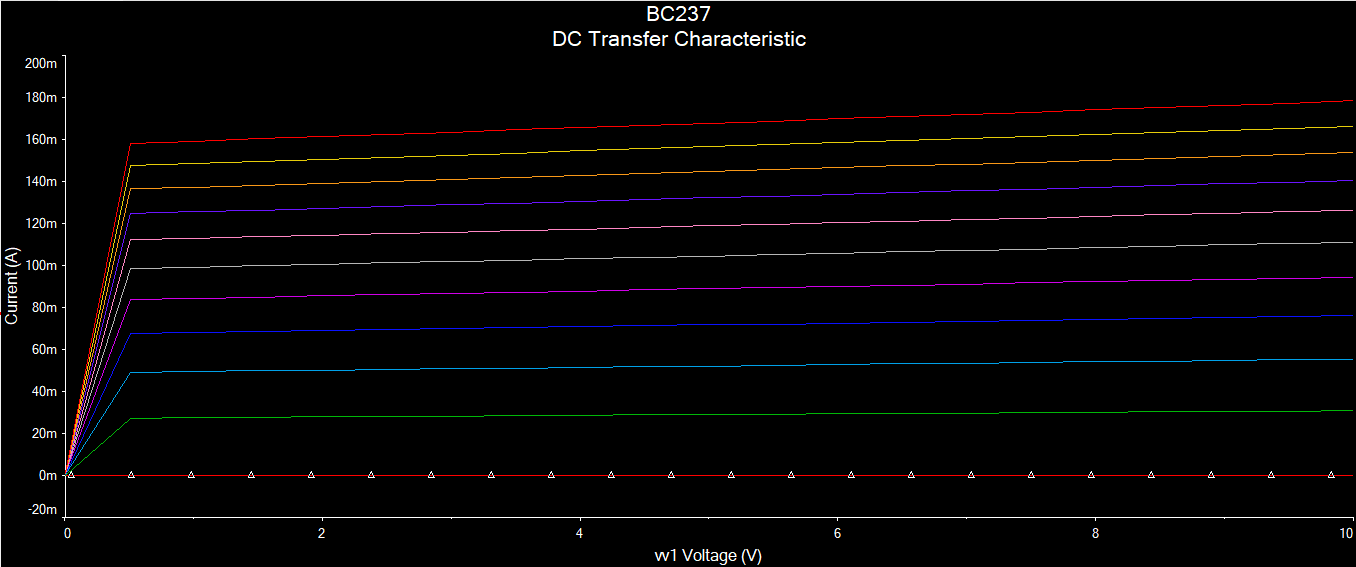 BC237
DC Transfer Characteristic
200m
180m
160m
140m
120m
100m
80m
60m
40m
20m
0m
-20m
Current (A)
0 2 4 6 8 10
vv1 Voltage (V)